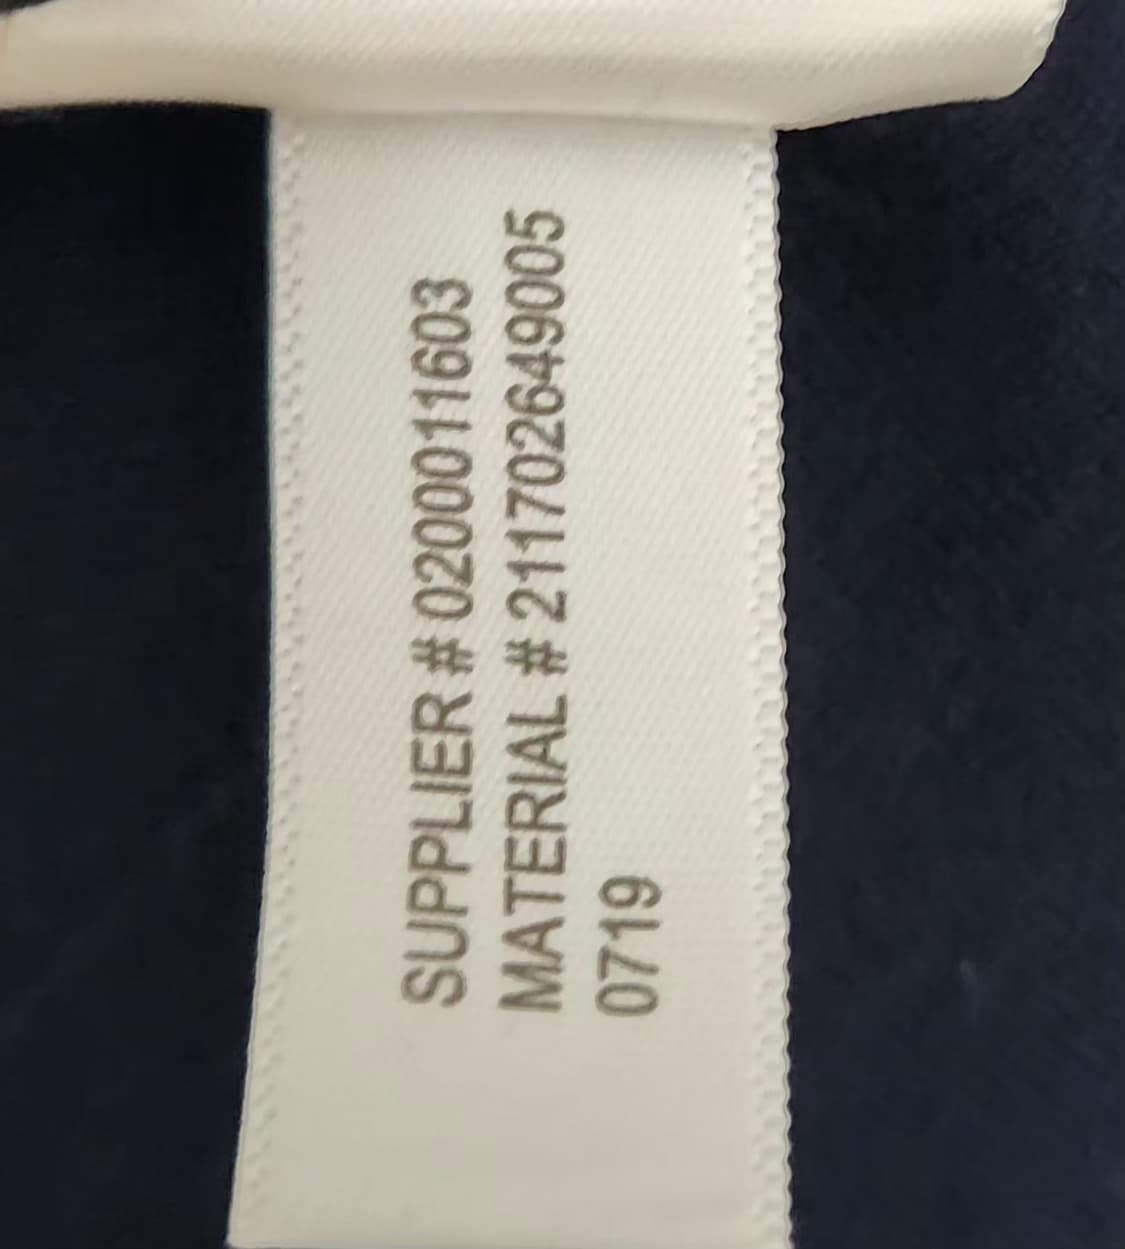 SUPPLIER # 0200011603
MATERIAL # 211702649005
0719